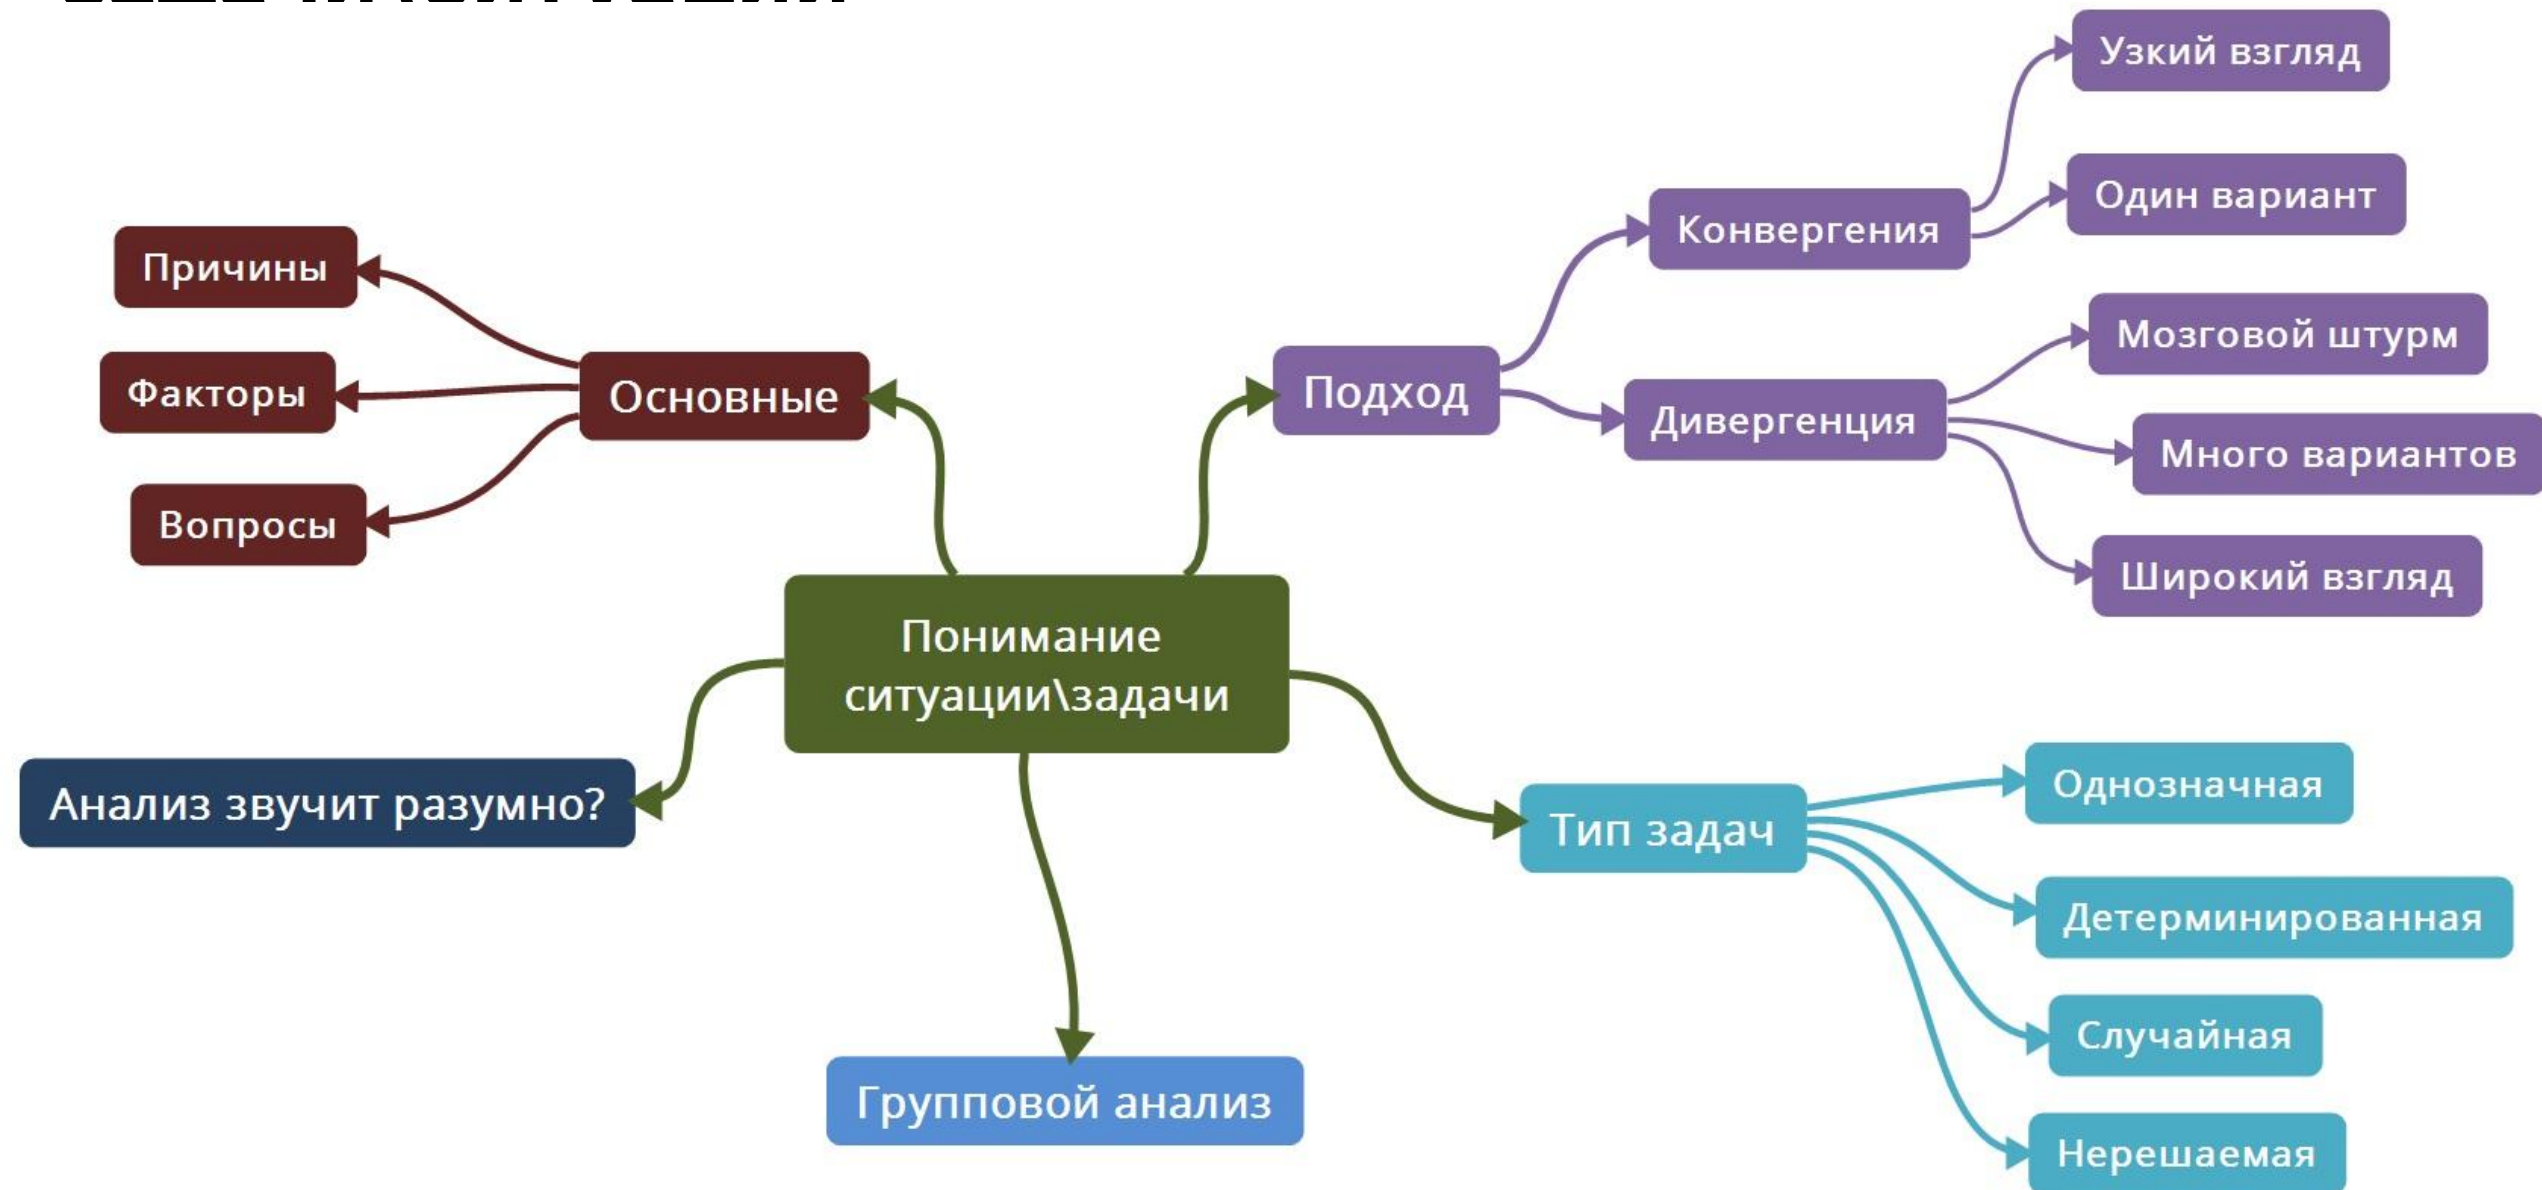 Узкий взгляд
Один вариант
Конвергения
Причины
Мозговой штурм
Факторы
Основные
Подход
Дивергенция
Много вариантов
Вопросы
Широкий взгляд
Понимание
ситуации\задачи
Анализ звучит разумно?
Тип задач
Однозначная
Детерминированная
Случайная
Групповой анализ
Нерешаемая